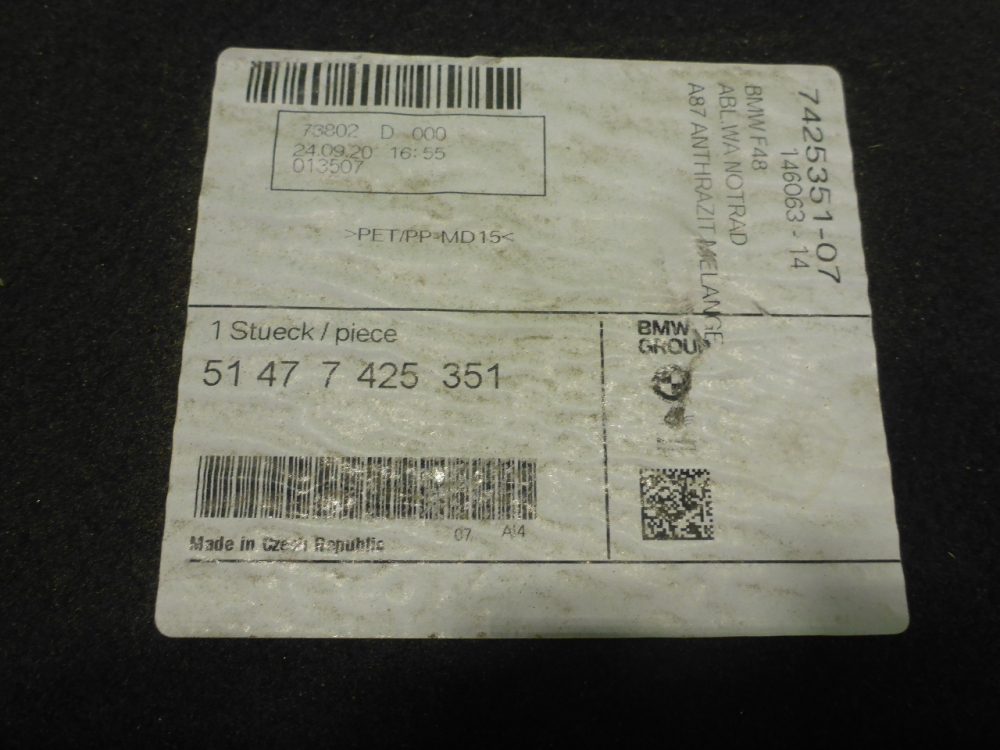 73802 D 000
24.09.20 16:55
013507
>PET/PP-MD15<
7425351-07
146063 - 14
BMW F48
ABL.WA NOTRAD
A87 ANTHRAZIT MELANGE
1 Stueck / piece
51 47 7 425 351
07 AI4
Made in Czech Republic
BMW
GROUP